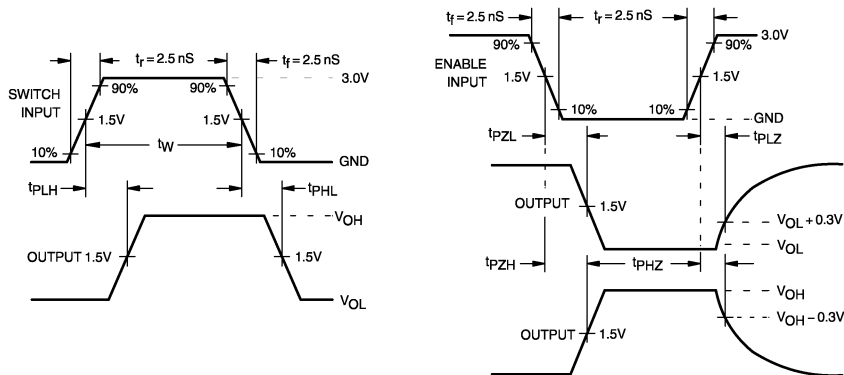 tr = 2.5 nS
tf = 2.5 nS
90%
90%
3.0V
SWITCH
INPUT
1.5V
1.5V
tW
10%
10%
GND
tPLH
tPHL
VOH
OUTPUT 1.5V
1.5V
VOL
tf = 2.5 nS
tr = 2.5 nS
3.0V
90%
90%
ENABLE
INPUT
1.5V
1.5V
10%
10%
GND
tPZL
tPLZ
OUTPUT
1.5V
VOL + 0.3V
VOL
tPZH
tPHZ
VOH
VOH – 0.3V
OUTPUT
1.5V